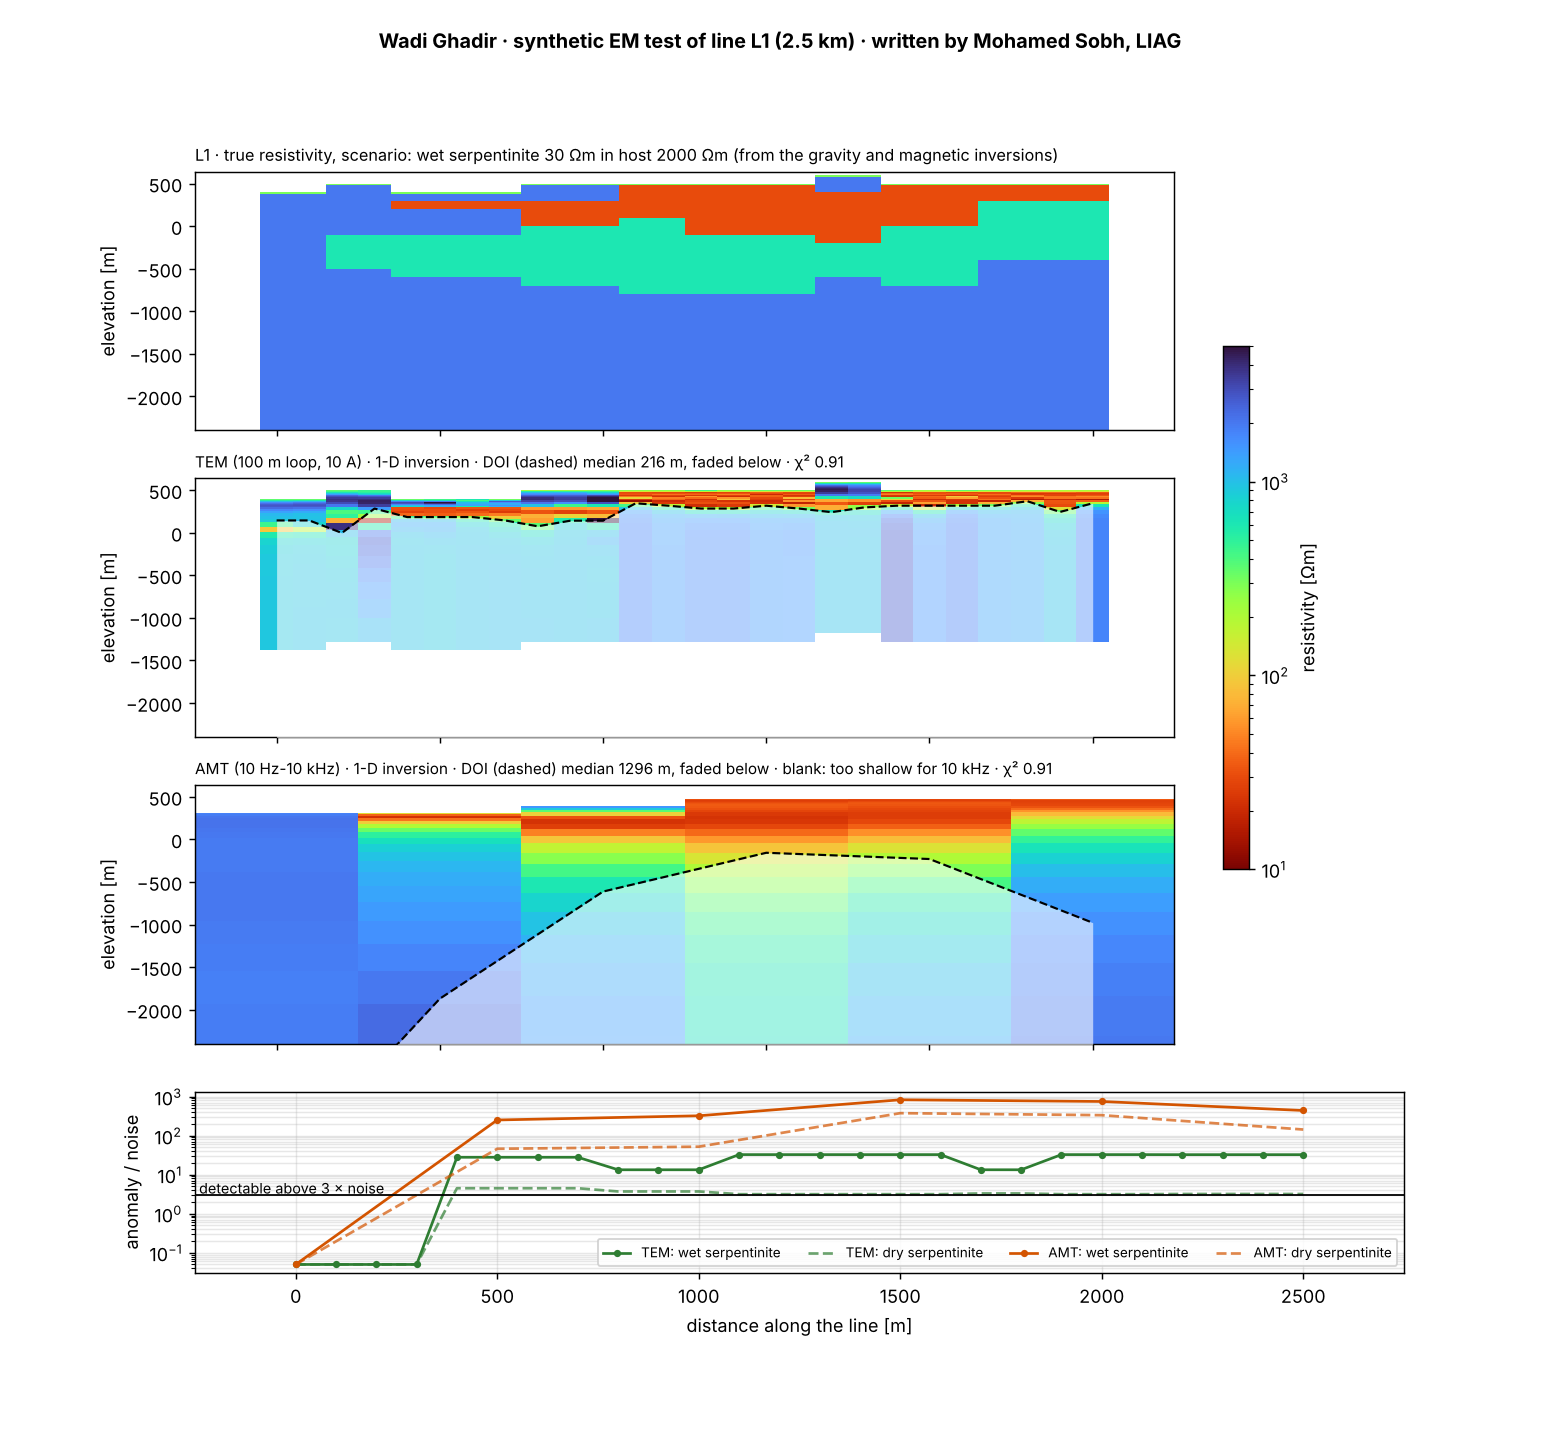 Wadi Ghadir · synthetic EM test of line L1 (2.5 km) · written by Mohamed Sobh, LIAG
L1 · true resistivity, scenario: wet serpentinite 30 Ωm in host 2000 Ωm (from the gravity and magnetic inversions)
elevation [m]
500
0
−500
−1000
−1500
−2000
TEM (100 m loop, 10 A) · 1-D inversion · DOI (dashed) median 216 m, faded below · χ² 0.91
elevation [m]
500
0
−500
−1000
−1500
−2000
AMT (10 Hz-10 kHz) · 1-D inversion · DOI (dashed) median 1296 m, faded below · blank: too shallow for 10 kHz · χ² 0.91
elevation [m]
500
0
−500
−1000
−1500
−2000
10³
10²
10¹
resistivity [Ωm]
anomaly / noise
10³
10²
10¹
10⁰
10⁻¹
detectable above 3 × noise
TEM: wet serpentinite
TEM: dry serpentinite
AMT: wet serpentinite
AMT: dry serpentinite
0 500 1000 1500 2000 2500
distance along the line [m]